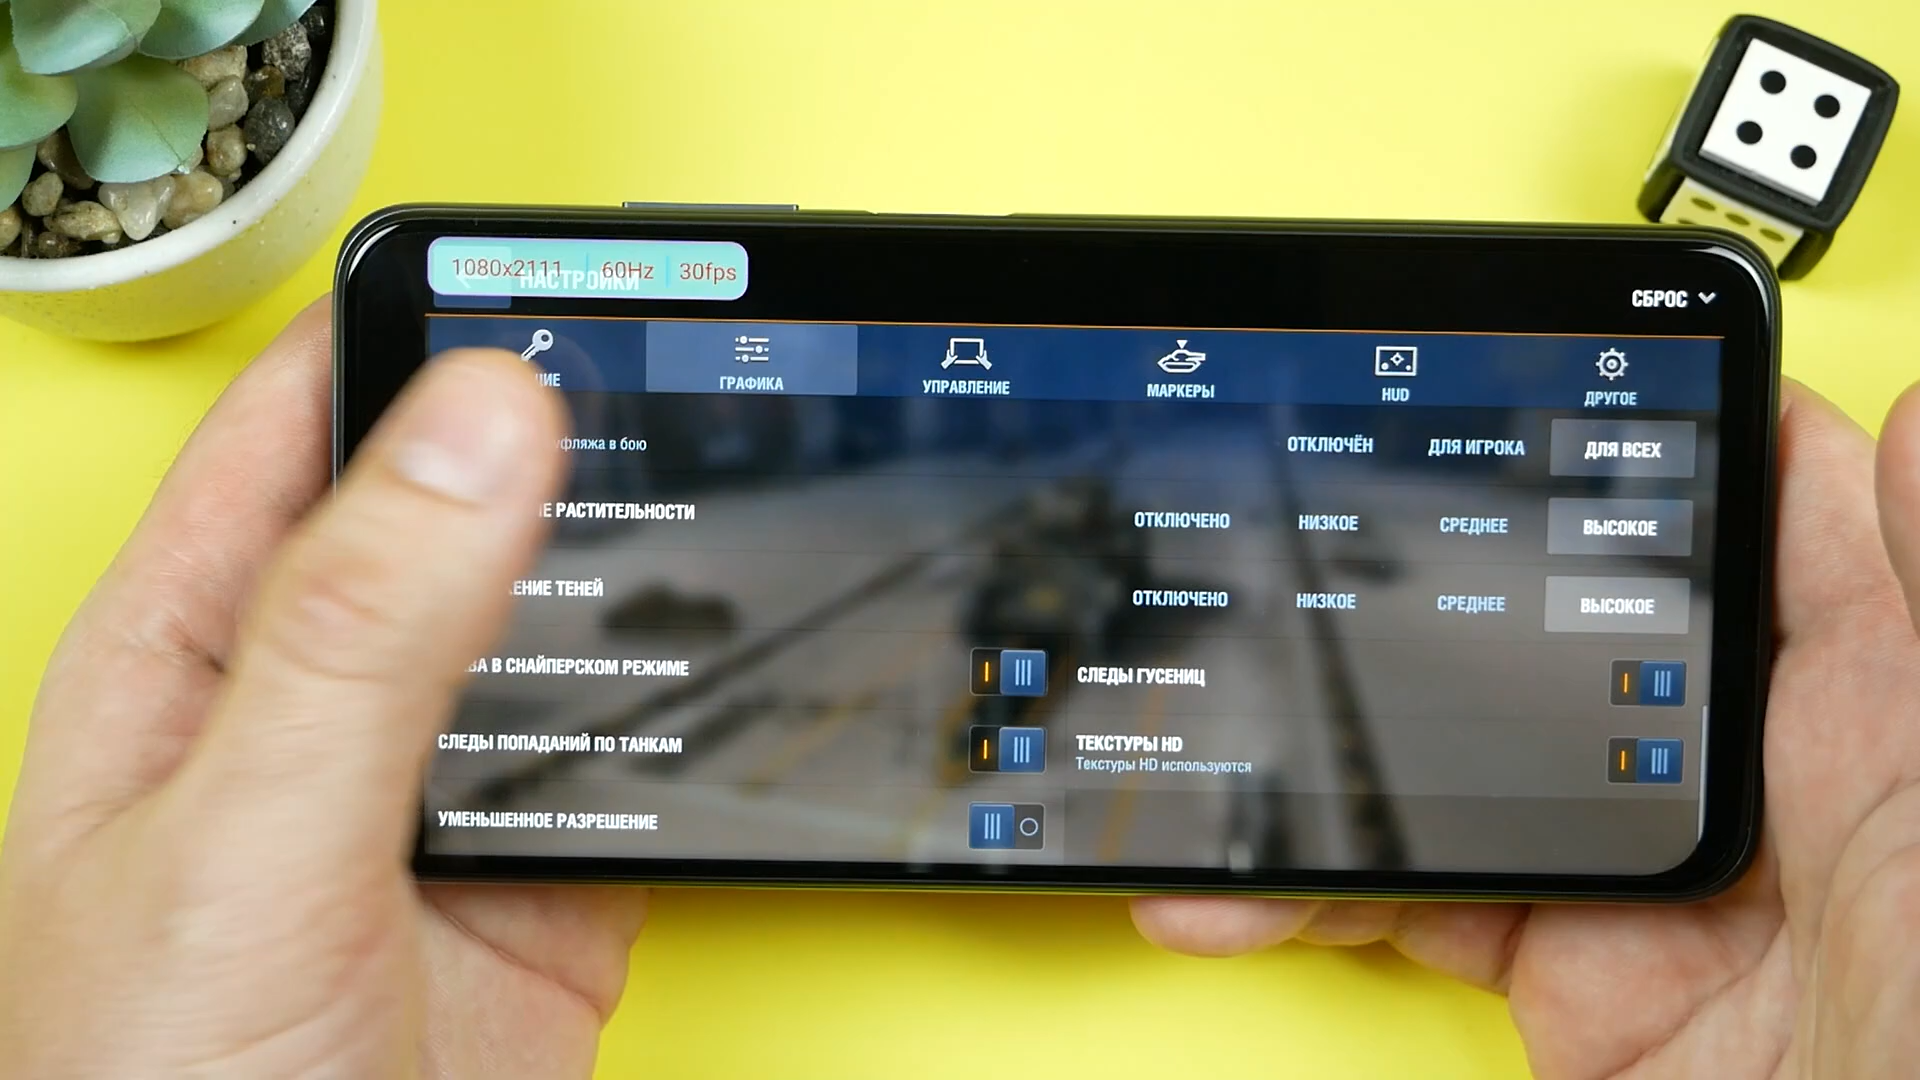 1080x2111 60Hz 30fps
НАСТРОЙКИ
СБРОС
ГРАФИКА
УПРАВЛЕНИЕ
МАРКЕРЫ
HUD
ДРУГОЕ
в бою
ОТКЛЮЧЁН ДЛЯ ИГРОКА ДЛЯ ВСЕХ
РАСТИТЕЛЬНОСТИ
ОТКЛЮЧЕНО НИЗКОЕ СРЕДНЕЕ ВЫСОКОЕ
ТЕНЕЙ
ОТКЛЮЧЕНО НИЗКОЕ СРЕДНЕЕ ВЫСОКОЕ
В СНАЙПЕРСКОМ РЕЖИМЕ
СЛЕДЫ ГУСЕНИЦ
СЛЕДЫ ПОПАДАНИЙ ПО ТАНКАМ
ТЕКСТУРЫ HD
Текстуры HD используются
УМЕНЬШЕННОЕ РАЗРЕШЕНИЕ